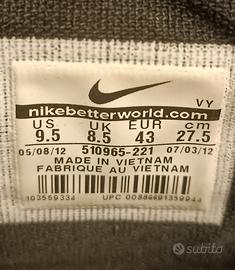 VY
nikebetterworld.com
US UK EUR cm
9.5 8.5 43 27.5
05/08/12 510965-221 07/03/12
MADE IN VIETNAM
FABRIQUE AU VIETNAM
103559334 UPC 00886691359944
subito